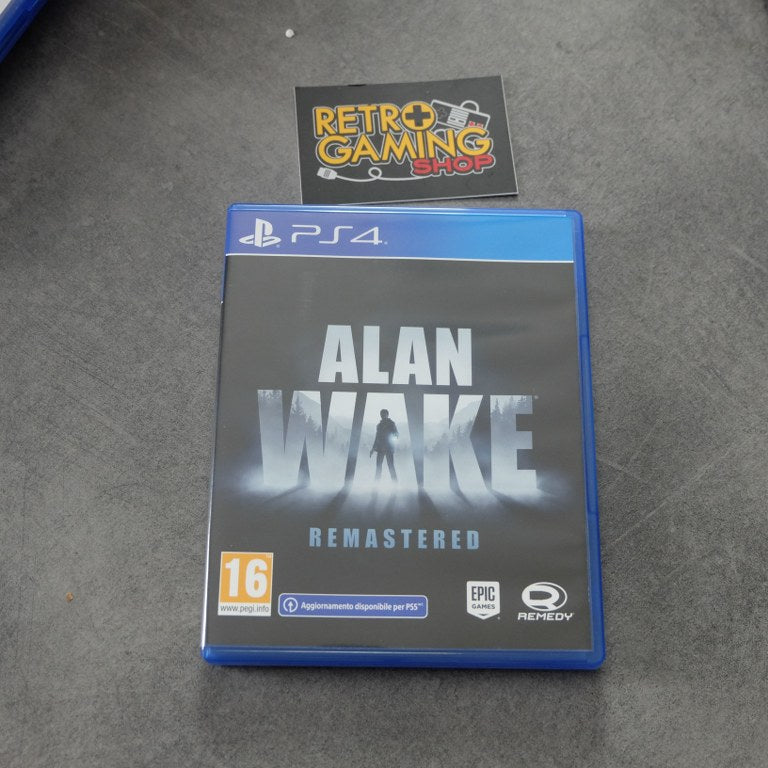 RETRO
GAMING
SHOP
PS4
ALAN
WAKE
REMASTERED
16
www.pegi.info
Aggiornamento disponibile per PS5
EPIC
GAMES
REMEDY